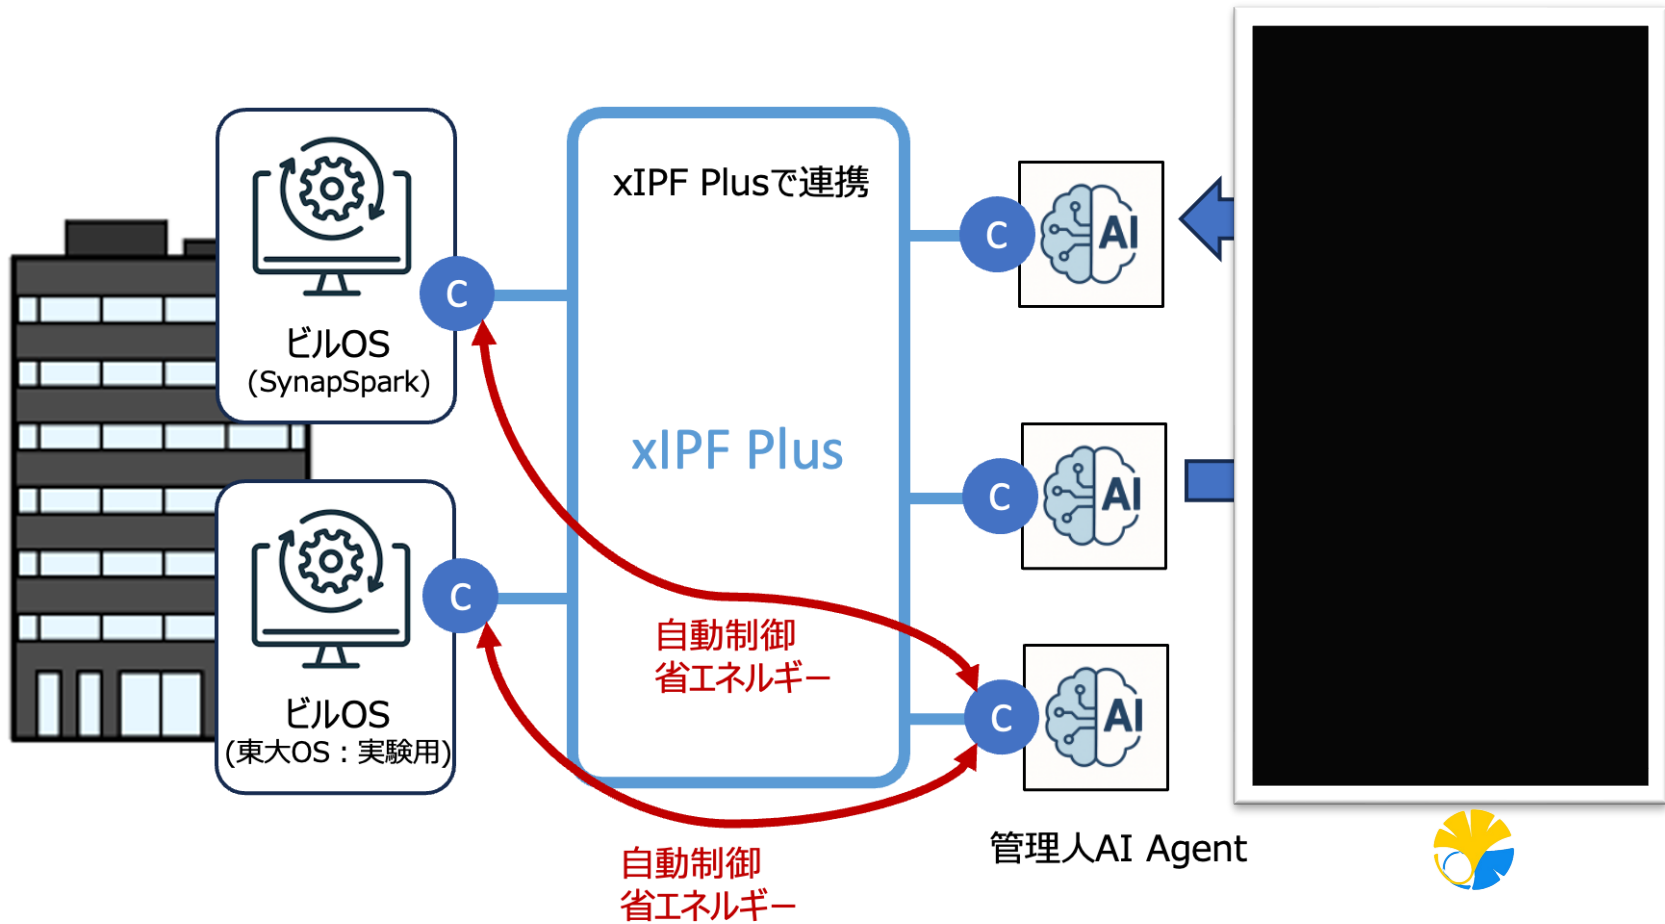 xIPF Plusで連携
C
AI
C
ビルOS
(SynapSpark)
xIPF Plus
C
AI
C
自動制御
省エネルギー
C
AI
ビルOS
(東大OS：実験用)
管理人AI Agent
自動制御
省エネルギー